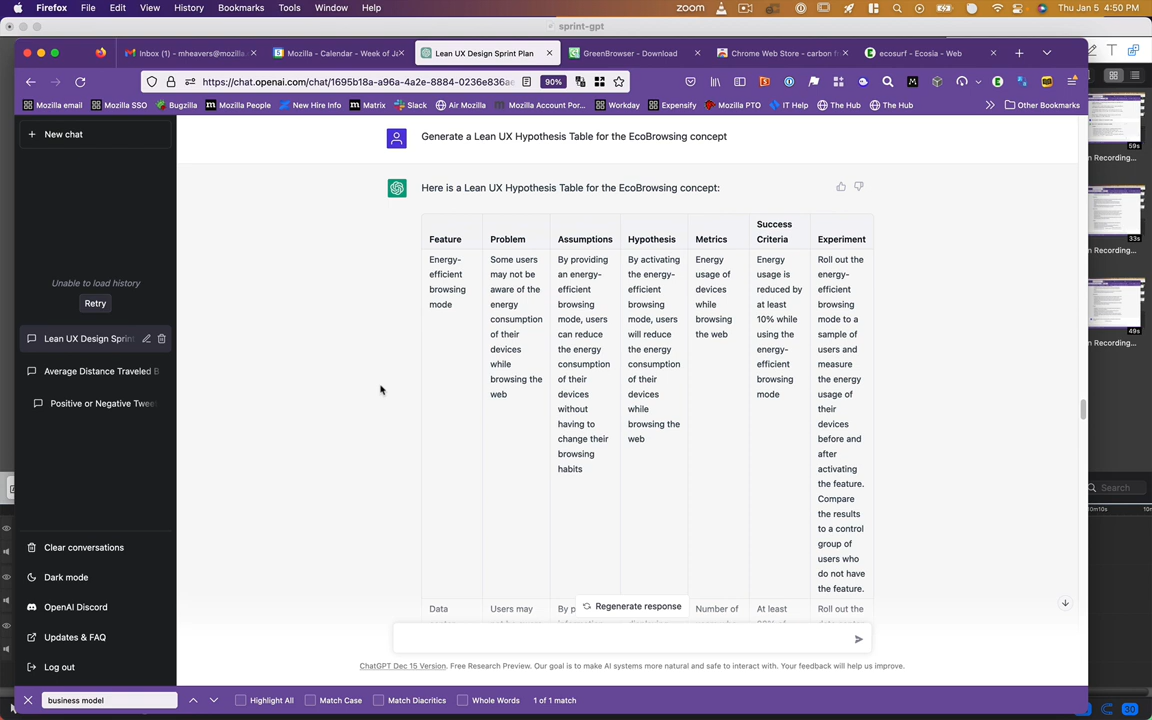 Firefox File Edit View History Bookmarks Tools Window Help zoom Thu Jan 5 4:50 PM
sprint-gpt
Inbox (1) - mheavers@mozill
Mozilla - Calendar - Week of Ja
Lean UX Design Sprint Plan
GreenBrowser - Download
Chrome Web Store - carbon f
ecosurf - Ecosia - Web
https://chat.openai.com/chat/1695b18a-a96a-4a2e-8884-0236e836ae
90%
Mozilla email Mozilla SSO Bugzilla Mozilla People New Hire Info Matrix Slack Air Mozilla Mozilla Account Por... Workday Expensify Mozilla PTO IT Help The Hub The Hub Other Bookmarks
New chat
Unable to load history
Retry
Lean UX Design Sprint
Average Distance Traveled B
Positive or Negative Twee
Clear conversations
Dark mode
OpenAI Discord
Updates & FAQ
Log out
Generate a Lean UX Hypothesis Table for the EcoBrowsing concept
Here is a Lean UX Hypothesis Table for the EcoBrowsing concept:
Feature
Problem
Assumptions
Hypothesis
Metrics
Success
Criteria
Experiment
Energy-
efficient
browsing
mode
Some users
may not be
aware of the
energy
consumption
of their
devices
while
browsing the
web
By providing
an energy-
efficient
browsing
mode, users
can reduce
the energy
consumption
of their
devices
without
having to
change their
browsing
habits
By activating
the energy-
efficient
browsing
mode, users
will reduce
the energy
consumption
of their
devices
while
browsing the
web
Energy
usage of
devices
while
browsing
the web
Energy
usage is
reduced by
at least
10% while
using the
energy-
efficient
browsing
mode
Roll out the
energy-
efficient
browsing
mode to a
sample of
users and
measure the
energy
usage of
their
devices
before and
after
activating
the feature.
Compare
the results
to a control
group of
users who
do not have
the feature.
Data
Users may
By p
Number of
At least
Roll out the
Regenerate response
ChatGPT Dec 15 Version. Free Research Preview. Our goal is to make AI systems more natural and safe to interact with. Your feedback will help us improve.
business model
Highlight All Match Case Match Diacritics Whole Words 1 of 1 match
59s
Recording...
33s
Recording...
49s
Recording...
Search
30